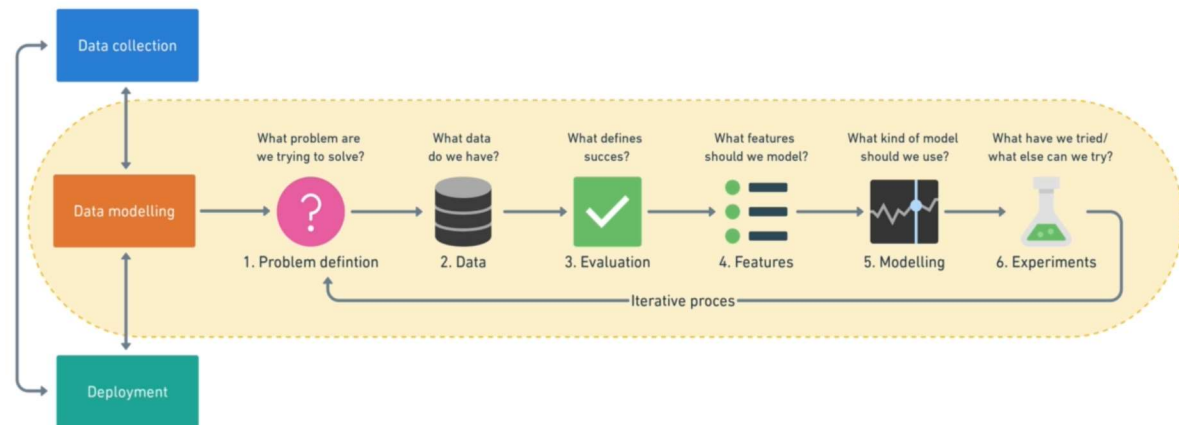 Data collection
What problem are
we trying to solve?
What data
do we have?
What defines
succes?
What features
should we model?
What kind of model
should we use?
What have we tried/
what else can we try?
Data modelling
?
1. Problem defintion
2. Data
3. Evaluation
4. Features
5. Modelling
6. Experiments
Iterative proces
Deployment